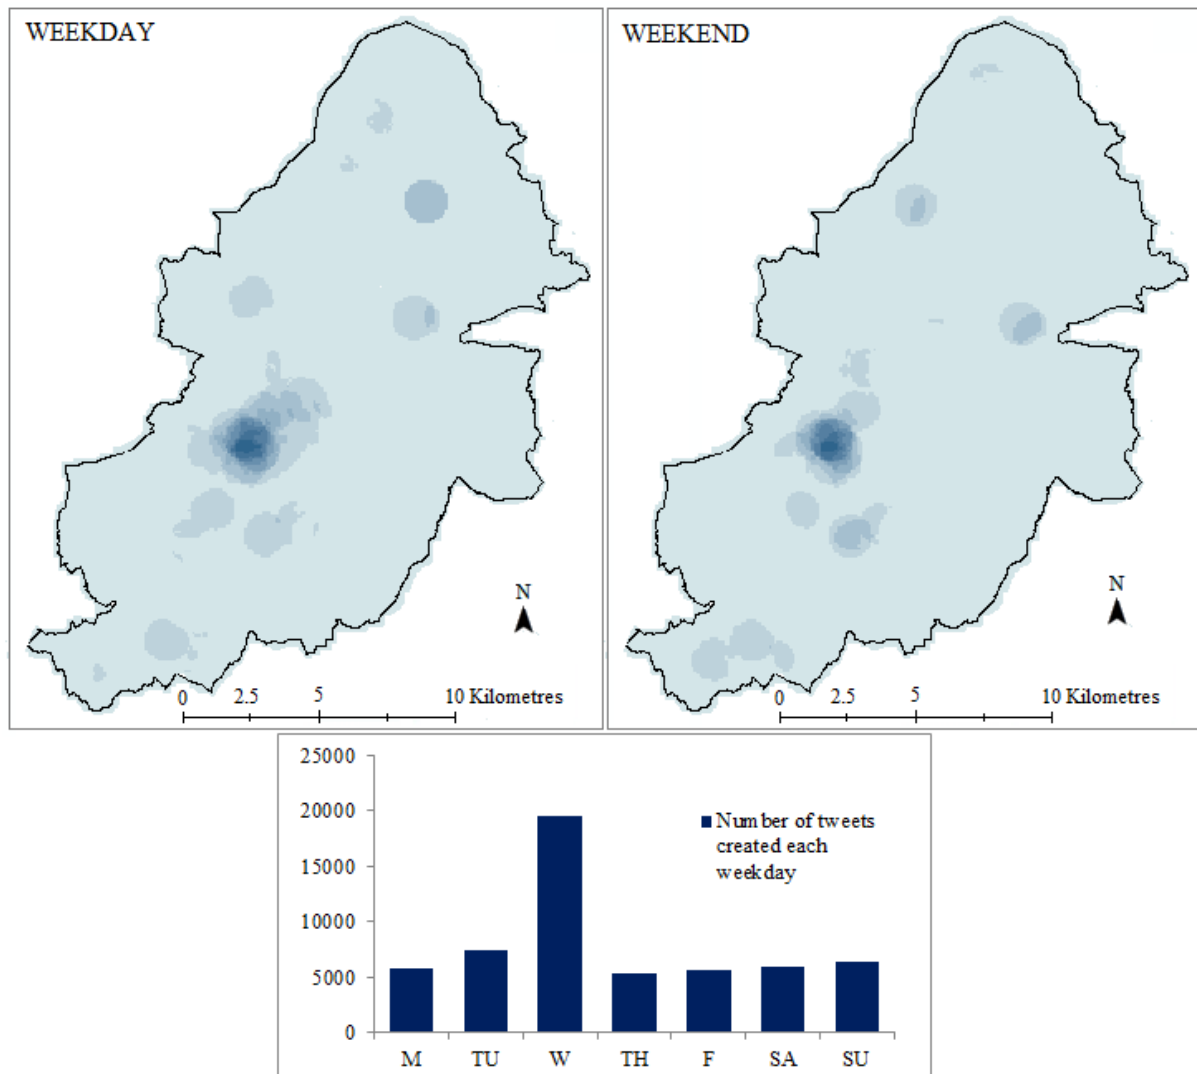 WEEKDAY
WEEKEND
N
N
0 2.5 5 10 Kilometres
0 2.5 5 10 Kilometres
25000
20000
15000
10000
5000
0
Number of tweets
created each
weekday
M TU W TH F SA SU